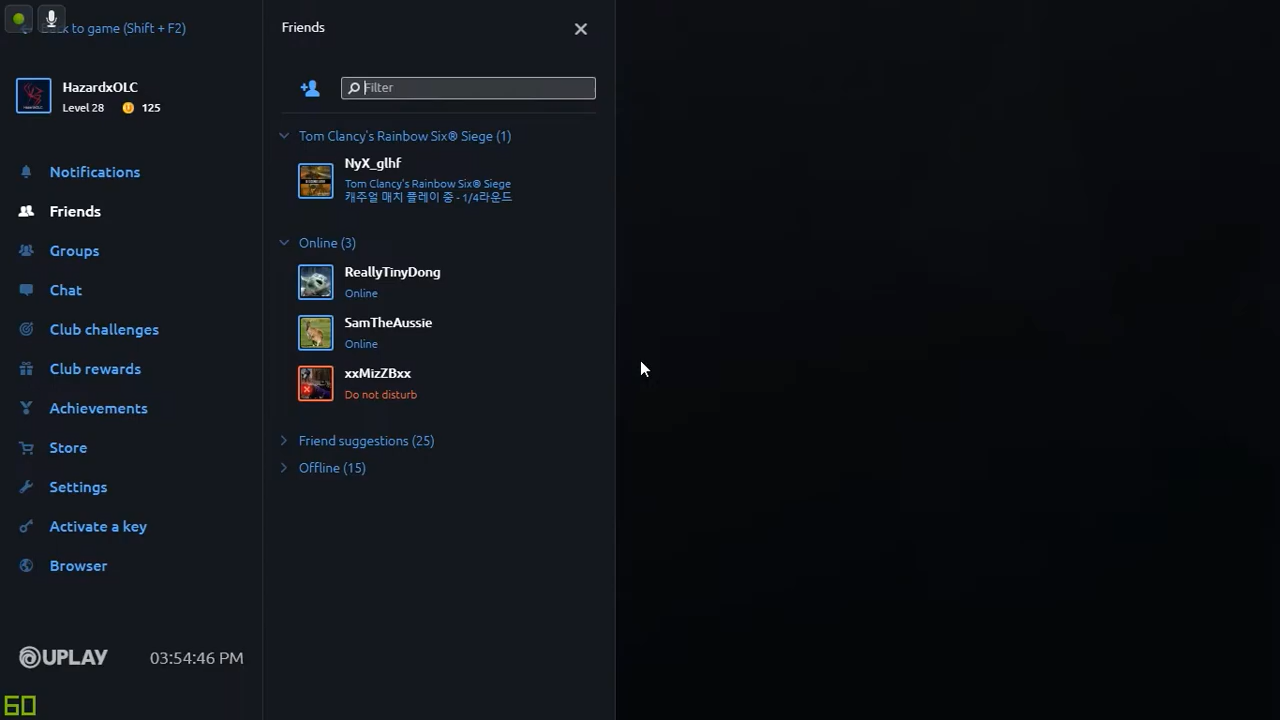 Back to game (Shift + F2)
HazardxOLC
Level 28 125
Notifications
Friends
Groups
Chat
Club challenges
Club rewards
Achievements
Store
Settings
Activate a key
Browser
UPLAY 03:54:46 PM
60
Friends
Filter
Tom Clancy's Rainbow Six® Siege (1)
NyX_glhf
Tom Clancy's Rainbow Six® Siege
캐주얼 매치 플레이 중 - 1/4라운드
Online (3)
ReallyTinyDong
Online
SamTheAussie
Online
xxMizZBxx
Do not disturb
Friend suggestions (25)
Offline (15)